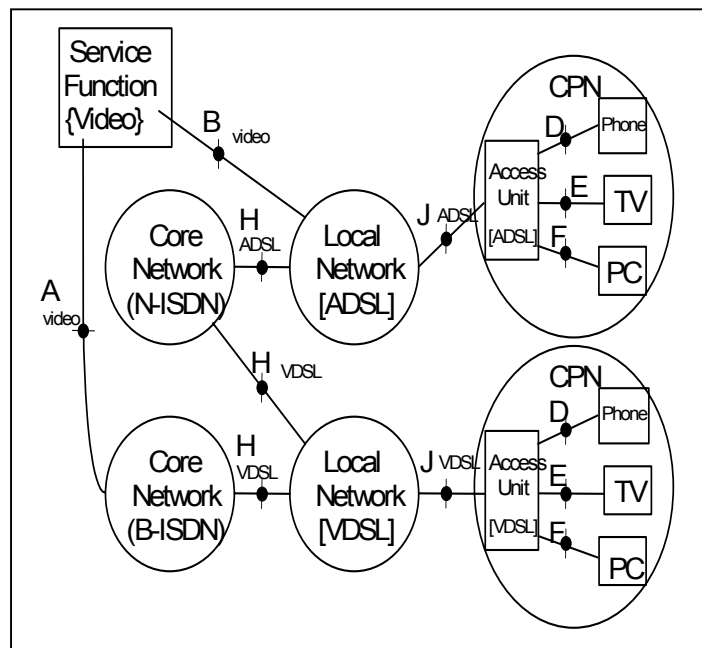 Service
Function
{Video}
B video
A video
Core
Network
(N-ISDN)
H ADSL
Local
Network
[ADSL]
J ADSL
CPN
Access
Unit
[ADSL]
D
Phone
E
TV
F
PC
H VDSL
Core
Network
(B-ISDN)
H VDSL
Local
Network
[VDSL]
J VDSL
CPN
Access
Unit
[VDSL]
D
Phone
E
TV
F
PC